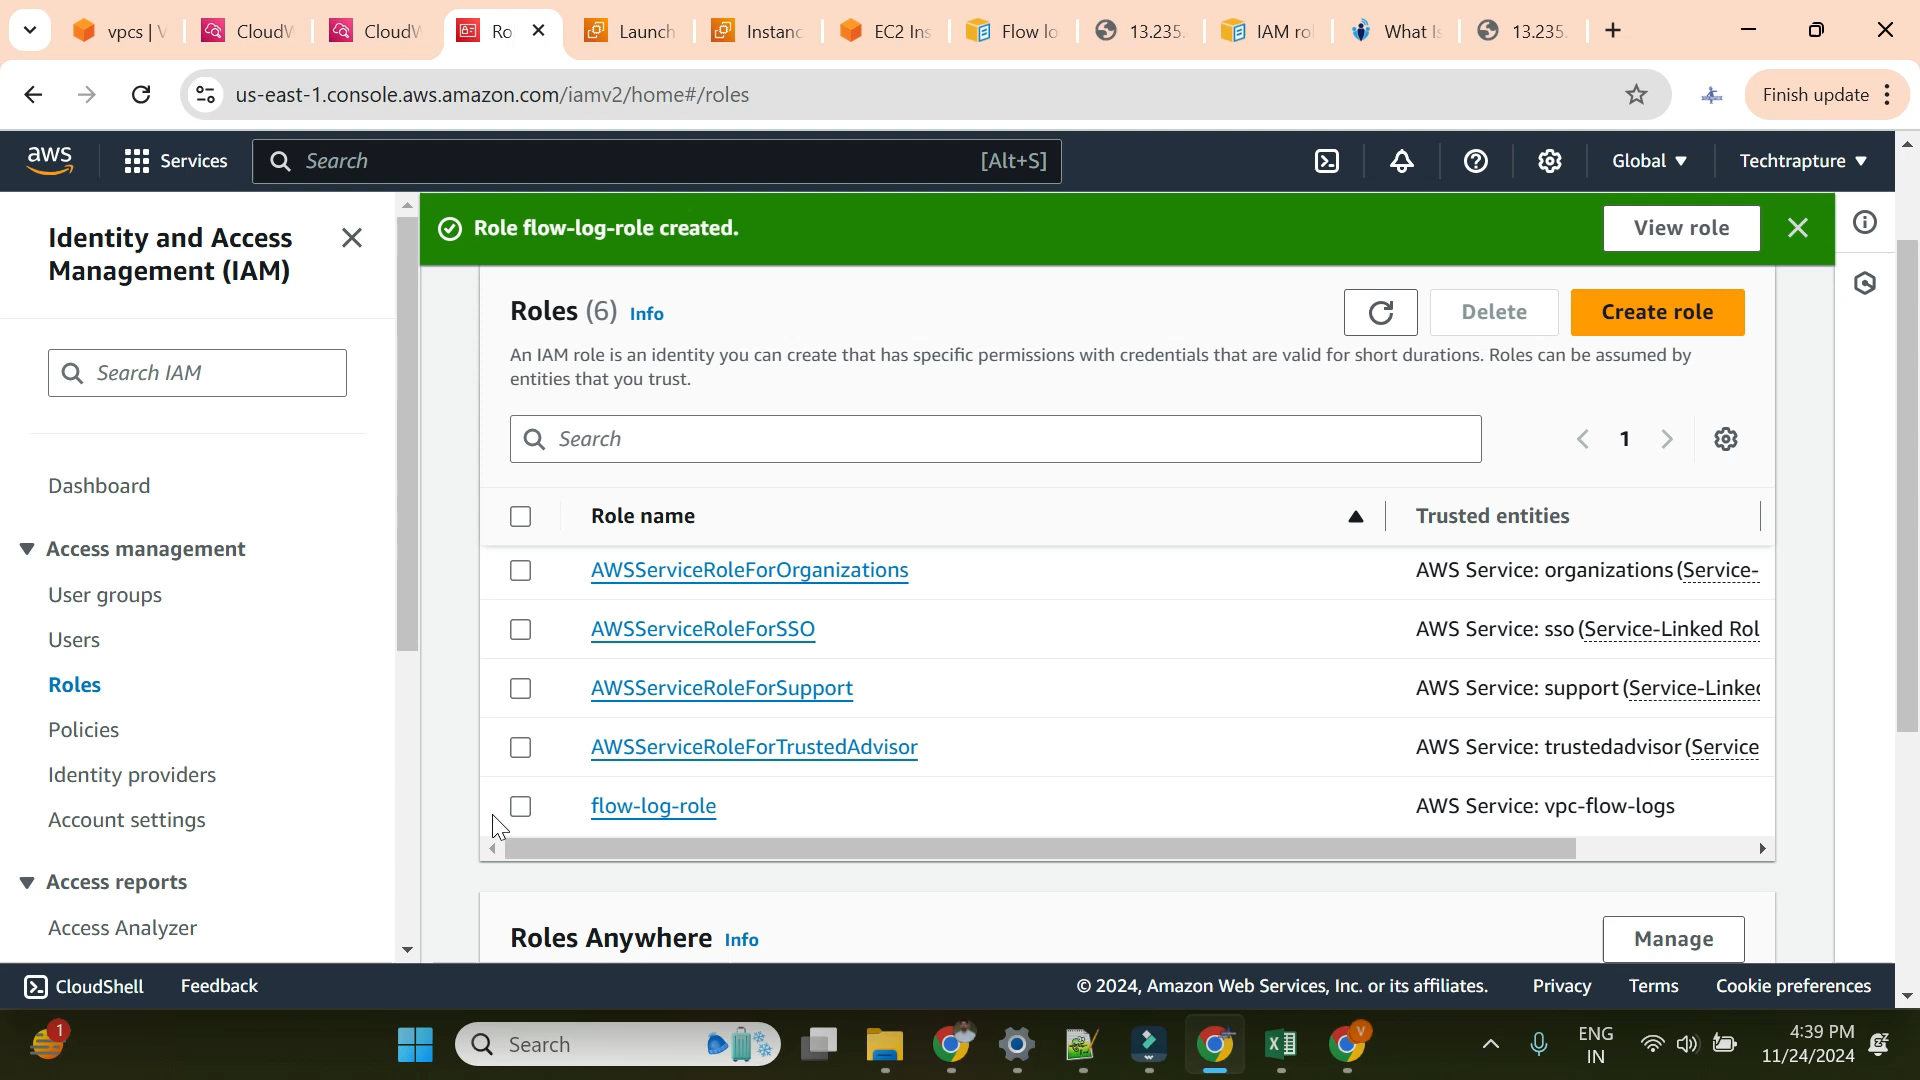 vpcs | V
CloudW
CloudW
Ro
Launch
Instanc
EC2 Ins
Flow lo
13.235.
IAM ro
What Is
13.235.
us-east-1.console.aws.amazon.com/iamv2/home#/roles
Finish update
aws
Services
Search
[Alt+S]
Global
Techtrapture
Identity and Access
Management (IAM)
Search IAM
Dashboard
Access management
User groups
Users
Roles
Policies
Identity providers
Account settings
Access reports
Access Analyzer
Role flow-log-role created.
View role
Roles (6) Info
Delete
Create role
An IAM role is an identity you can create that has specific permissions with credentials that are valid for short durations. Roles can be assumed by
entities that you trust.
Search
1
Role name
Trusted entities
AWSServiceRoleForOrganizations
AWS Service: organizations (Service-
AWSServiceRoleForSSO
AWS Service: sso (Service-Linked Rol
AWSServiceRoleForSupport
AWS Service: support (Service-Linked
AWSServiceRoleForTrustedAdvisor
AWS Service: trustedadvisor (Service
flow-log-role
AWS Service: vpc-flow-logs
Roles Anywhere Info
Manage
CloudShell
Feedback
© 2024, Amazon Web Services, Inc. or its affiliates.
Privacy
Terms
Cookie preferences
1
Search
V
ENG
IN
4:39 PM
11/24/2024